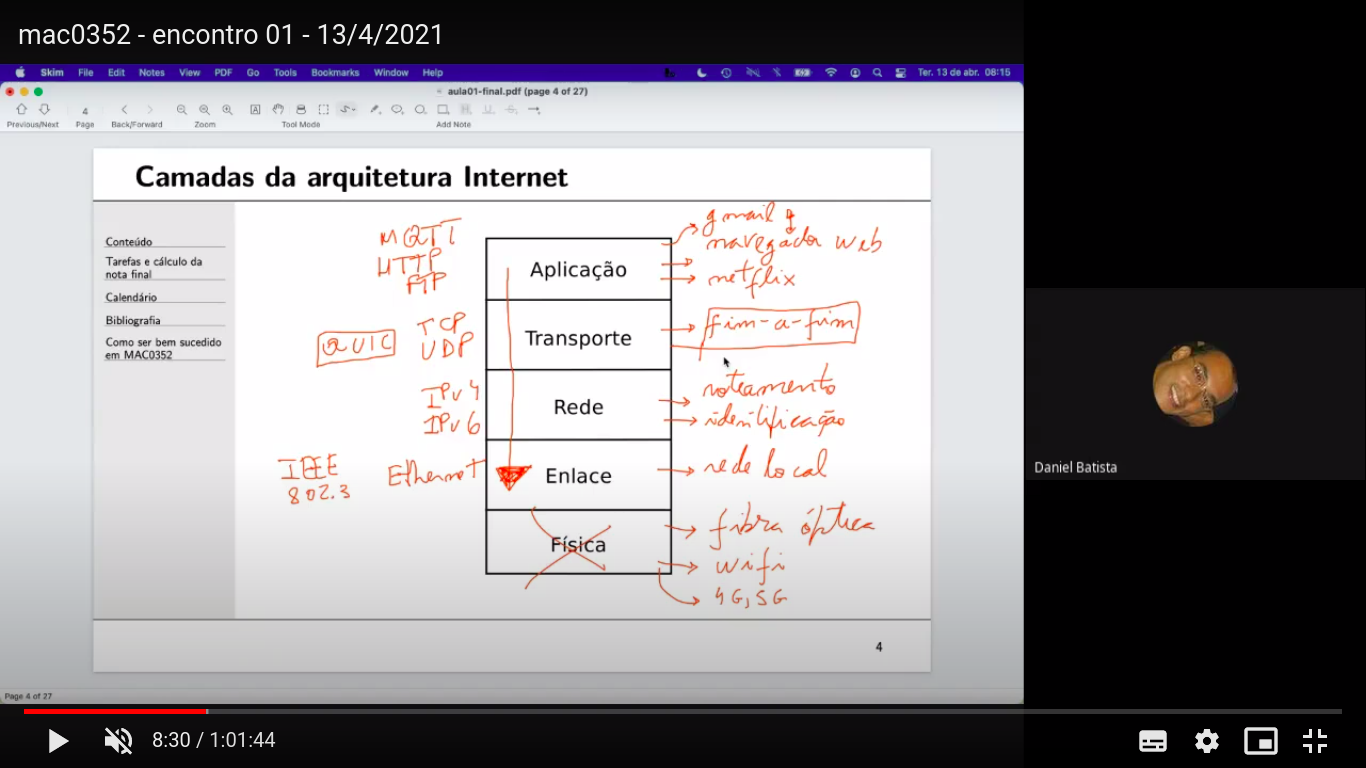 mac0352 - encontro 01 - 13/4/2021
Skim File Edit Notes View PDF Go Tools Bookmarks Window Help Ter. 13 de abr. 08:15
aula01-final.pdf (page 4 of 27)
4
Previous/Next Page Back/Forward Zoom Tool Mode Add Note
Camadas da arquitetura Internet
Conteúdo
Tarefas e cálculo da
nota final
Calendário
Bibliografia
Como ser bem sucedido
em MAC0352
MQTT
HTTP
FTP
Aplicação
gmail
navegador web
netflix
QUIC
TCP
UDP
Transporte
fim-a-fim
IPv4
IPv6
Rede
roteamento
identificação
IEEE
802.3
Ethernet
Enlace
rede local
Física
fibra óptica
wifi
4G, 5G
4
Page 4 of 27
Daniel Batista
8:30 / 1:01:44